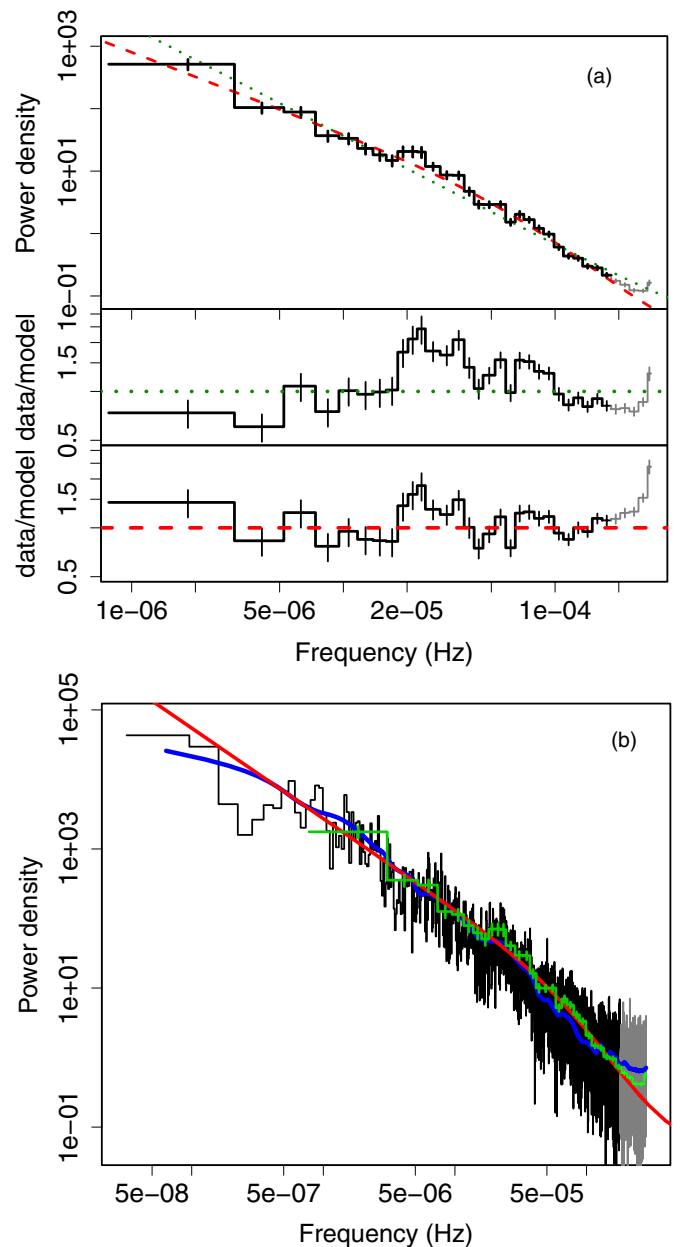 (a)
1e+03
1e+01
1e−01
Power density
1.5
0.5
data/model
1.5
0.5
data/model
1e−06 5e−06 2e−05 1e−04
Frequency (Hz)
(b)
1e+05
1e+03
1e+01
1e−01
Power density
5e−08 5e−07 5e−06 5e−05
Frequency (Hz)